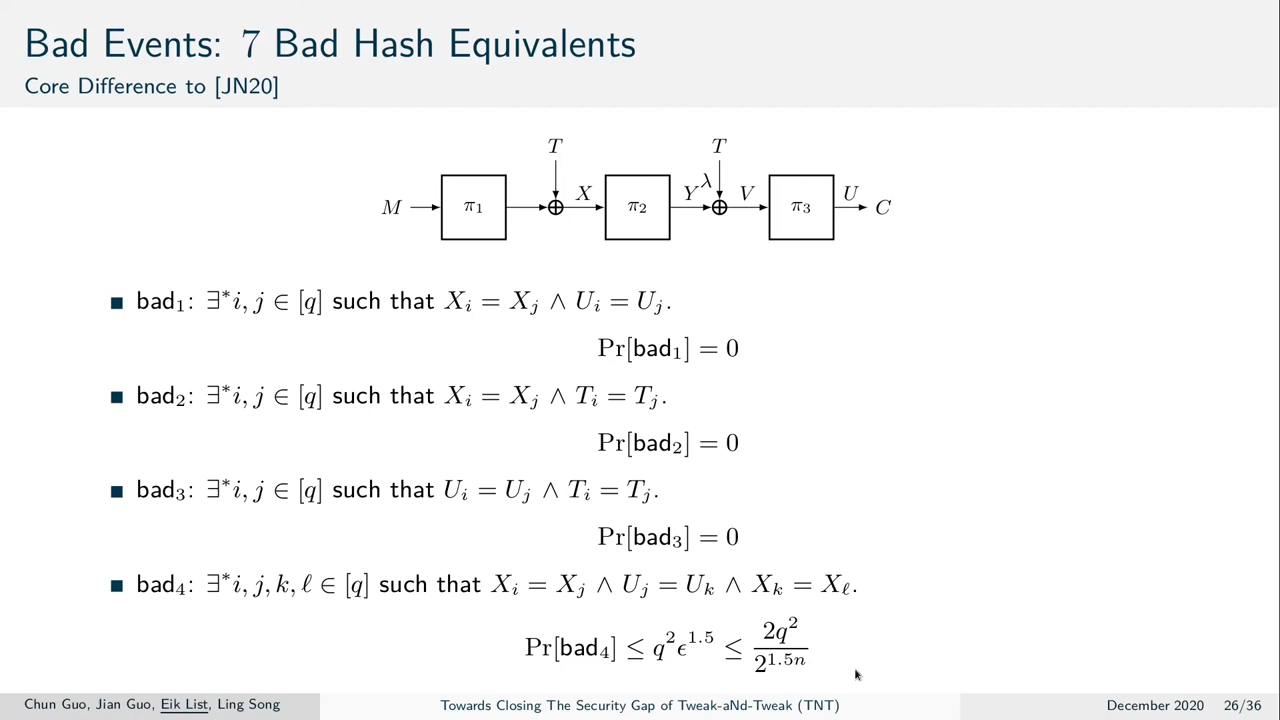 Bad Events: 7 Bad Hash Equivalents
Core Difference to [JN20]
T T
M π₁ ⊕ X π₂ Y λ ⊕ V π₃ U C
■ bad₁: ∃*i, j ∈ [q] such that Xᵢ = Xⱼ ∧ Uᵢ = Uⱼ.
Pr[bad₁] = 0
■ bad₂: ∃*i, j ∈ [q] such that Xᵢ = Xⱼ ∧ Tᵢ = Tⱼ.
Pr[bad₂] = 0
■ bad₃: ∃*i, j ∈ [q] such that Uᵢ = Uⱼ ∧ Tᵢ = Tⱼ.
Pr[bad₃] = 0
■ bad₄: ∃*i, j, k, ℓ ∈ [q] such that Xᵢ = Xⱼ ∧ Uⱼ = Uₖ ∧ Xₖ = X_ℓ.
Pr[bad₄] ≤ q²ϵ^1.5 ≤ 2q² / 2^1.5n
Chun Guo, Jian Guo, Eik List, Ling Song Towards Closing The Security Gap of Tweak-aNd-Tweak (TNT) December 2020 26/36